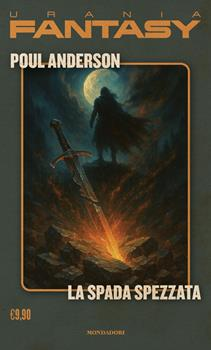 URANIA
FANTASY
POUL ANDERSON
LA SPADA SPEZZATA
€9,90
MONDADORI